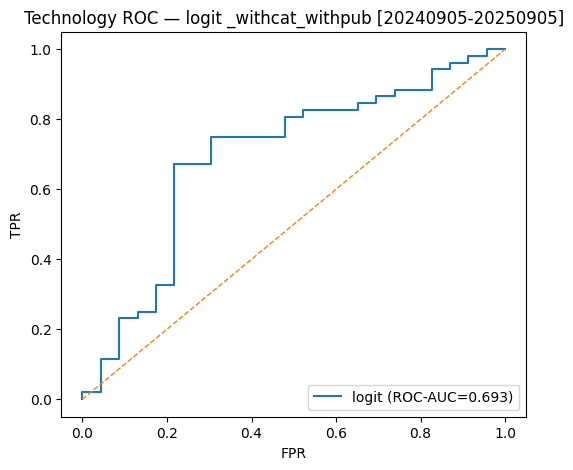 Technology ROC — logit _withcat_withpub [20240905-20250905]
1.0
0.8
0.6
0.4
0.2
0.0
TPR
0.0 0.2 0.4 0.6 0.8 1.0
FPR
logit (ROC-AUC=0.693)